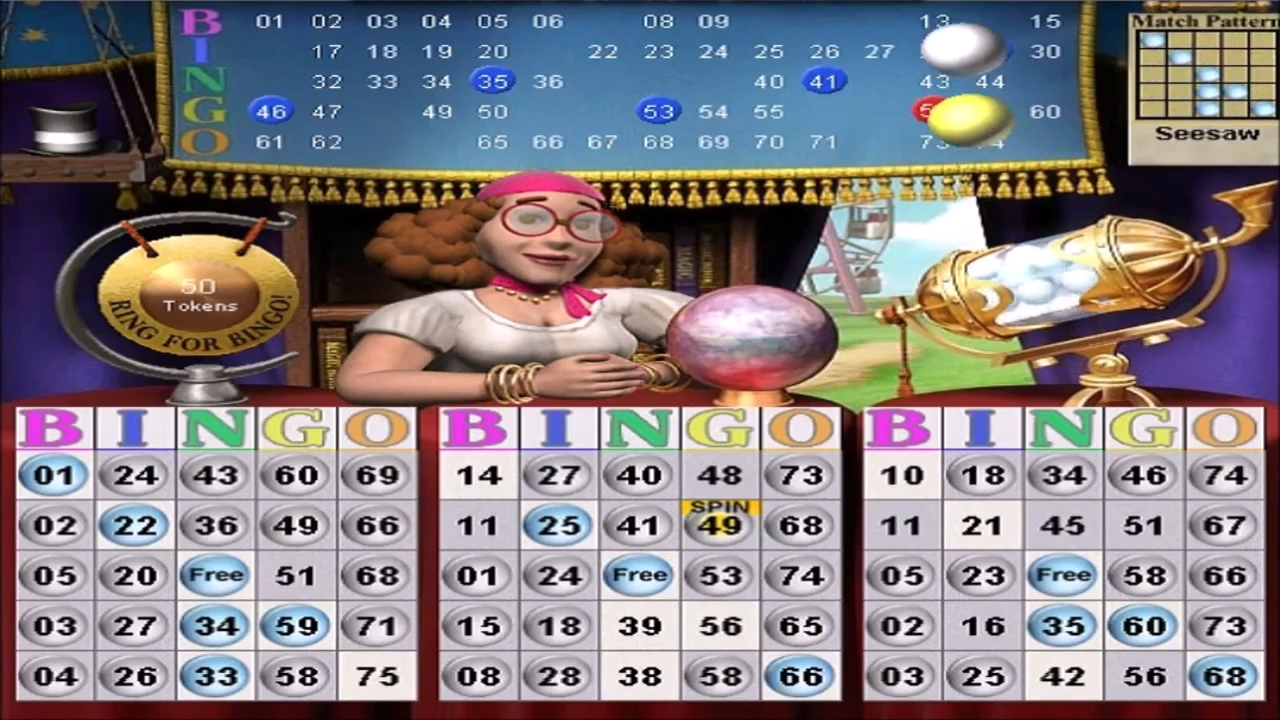 B 01 02 03 04 05 06 08 09 13 15
I 17 18 19 20 22 23 24 25 26 27 30
N 32 33 34 35 36 40 41 43 44
G 46 47 49 50 53 54 55 60
O 61 62 65 66 67 68 69 70 71
Match Pattern
Seesaw
50
Tokens
RING FOR BINGO!
B I N G O
01 24 43 60 69
02 22 36 49 66
05 20 Free 51 68
03 27 34 59 71
04 26 33 58 75
B I N G O
14 27 40 48 73
SPIN
11 25 41 49 68
01 24 Free 53 74
15 18 39 56 65
08 28 38 58 66
B I N G O
10 18 34 46 74
11 21 45 51 67
05 23 Free 58 66
02 16 35 60 73
03 25 42 56 68